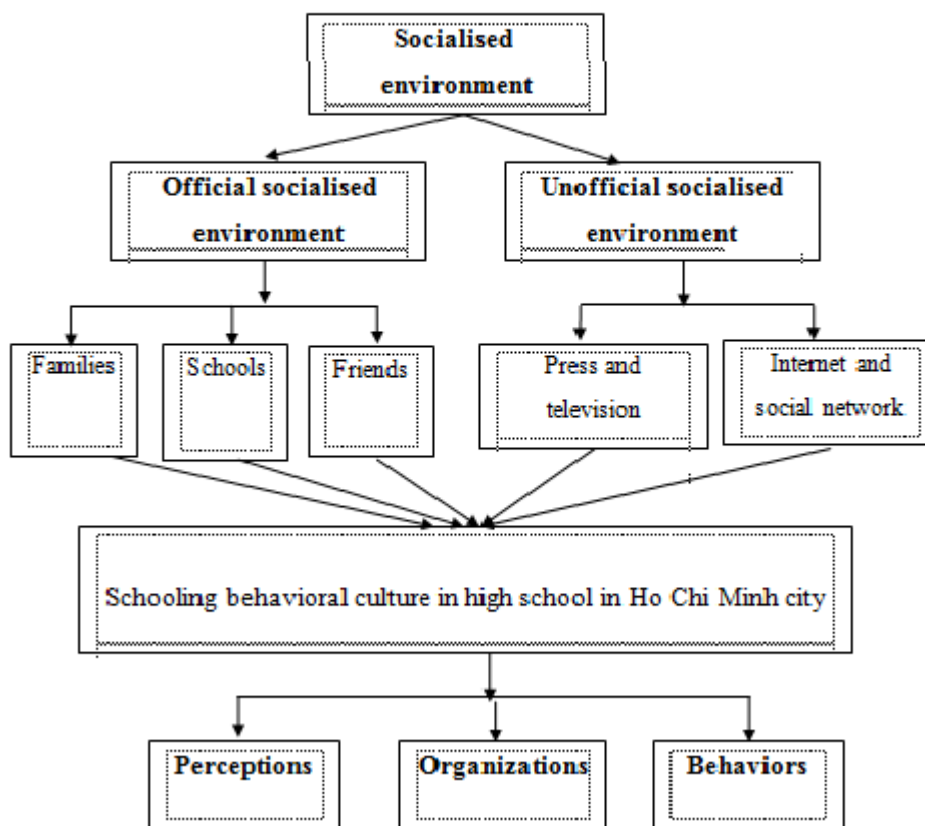 Socialised
environment
Official socialised
environment
Unofficial socialised
environment
Families
Schools
Friends
Press and
television
Internet and
social network
Schooling behavioral culture in high school in Ho Chi Minh city
Perceptions
Organizations
Behaviors